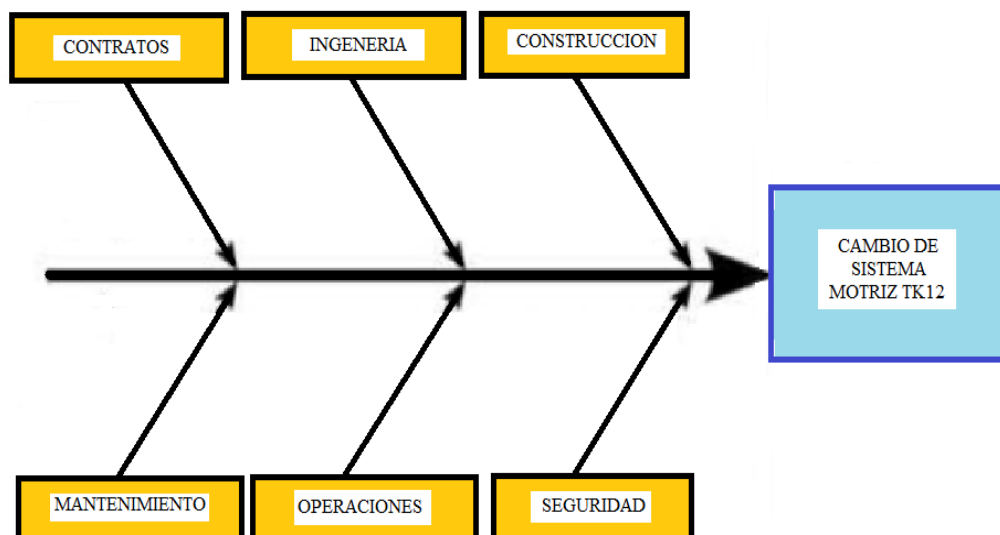 CONTRATOS
INGENERIA
CONSTRUCCION
CAMBIO DE
SISTEMA
MOTRIZ TK12
MANTENIMIENTO
OPERACIONES
SEGURIDAD